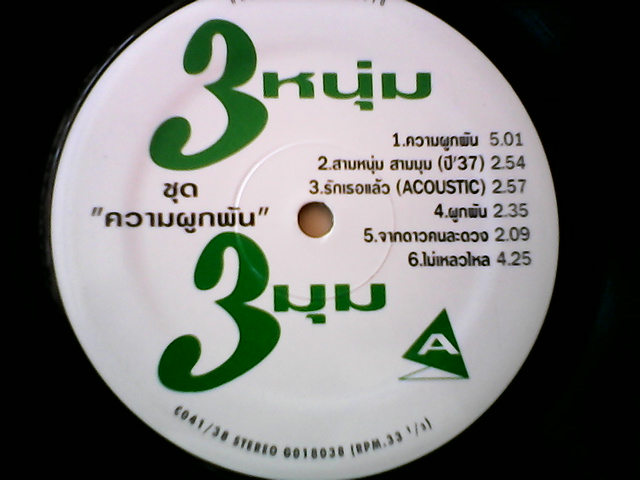 3หนุ่ม
ชุด
"ความผูกพัน"
3มุม
1.ความผูกพัน 5.01
2.สามหนุ่ม สามมุม (ปี'37) 2.54
3.รักเธอแล้ว (ACOUSTIC) 2.57
4.ผูกพัน 2.35
5.จากดาวคนละดวง 2.09
6.ไม่เหลวไหล 4.25
A
C041/38 STEREO G018038 (RPM.33 ¹/₃)